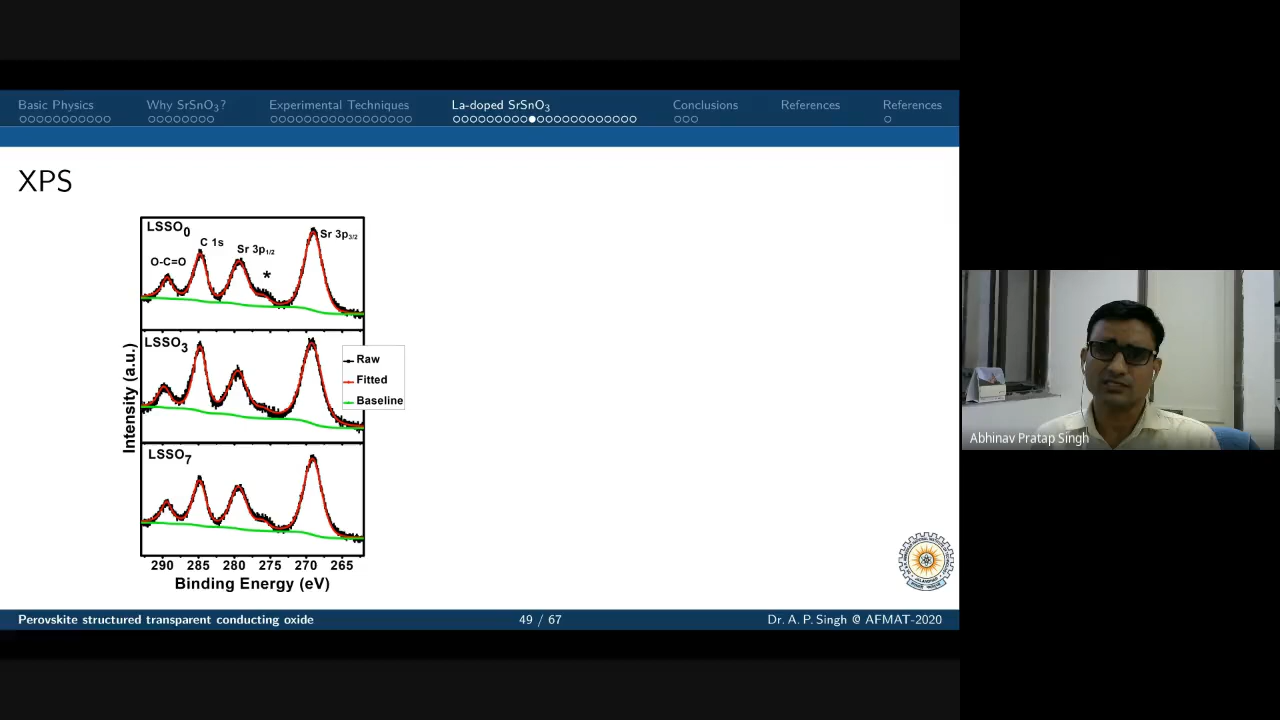 Basic Physics Why SrSnO₃? Experimental Techniques La-doped SrSnO₃ Conclusions References References
XPS
LSSO₀
O-C=O
C 1s
Sr 3p₁/₂
*
Sr 3p₃/₂
LSSO₃
Raw
Fitted
Baseline
LSSO₇
Intensity (a.u.)
290 285 280 275 270 265
Binding Energy (eV)
Abhinav Pratap Singh
Perovskite structured transparent conducting oxide 49 / 67 Dr. A. P. Singh @ AFMAT-2020